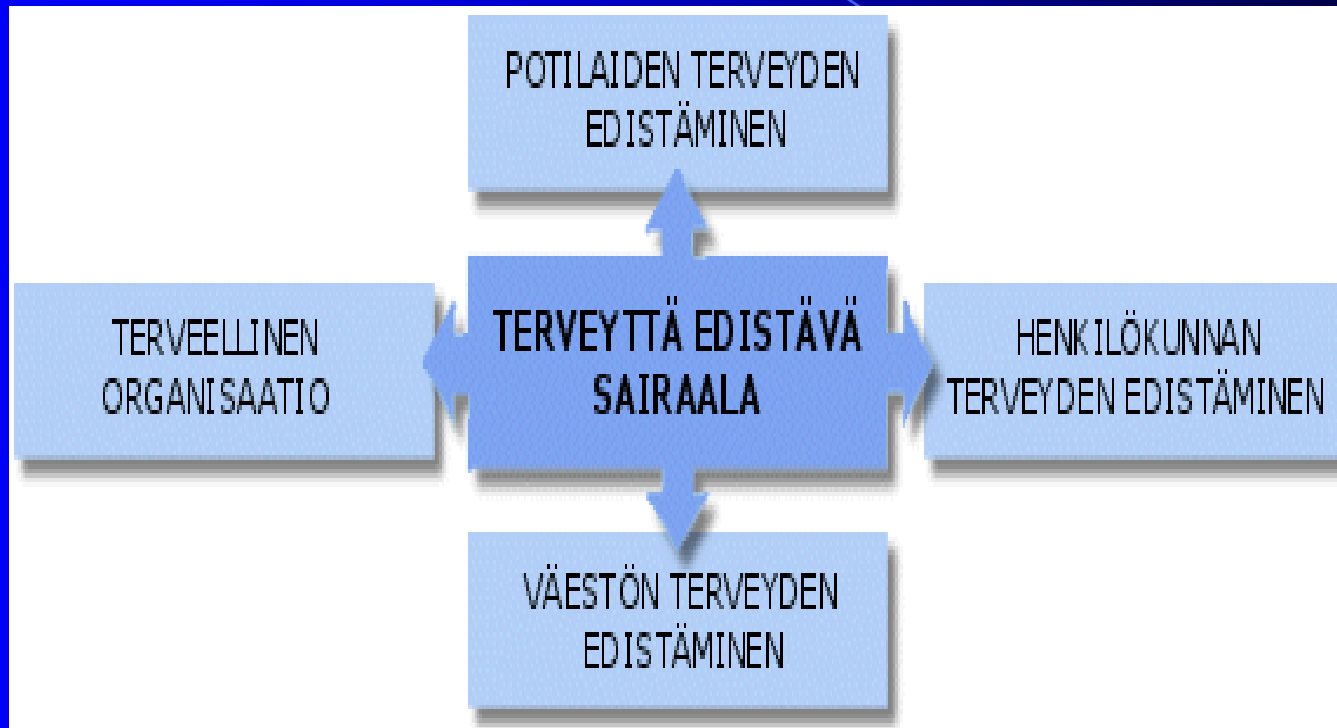 POTILAIDEN TERVEYDEN
EDISTÄMINEN
TERVEELLINEN
ORGANISAATIO
TERVEYTTÄ EDISTÄVÄ
SAIRAALA
HENKILÖKUNNAN
TERVEYDEN EDISTÄMINEN
VÄESTÖN TERVEYDEN
EDISTÄMINEN